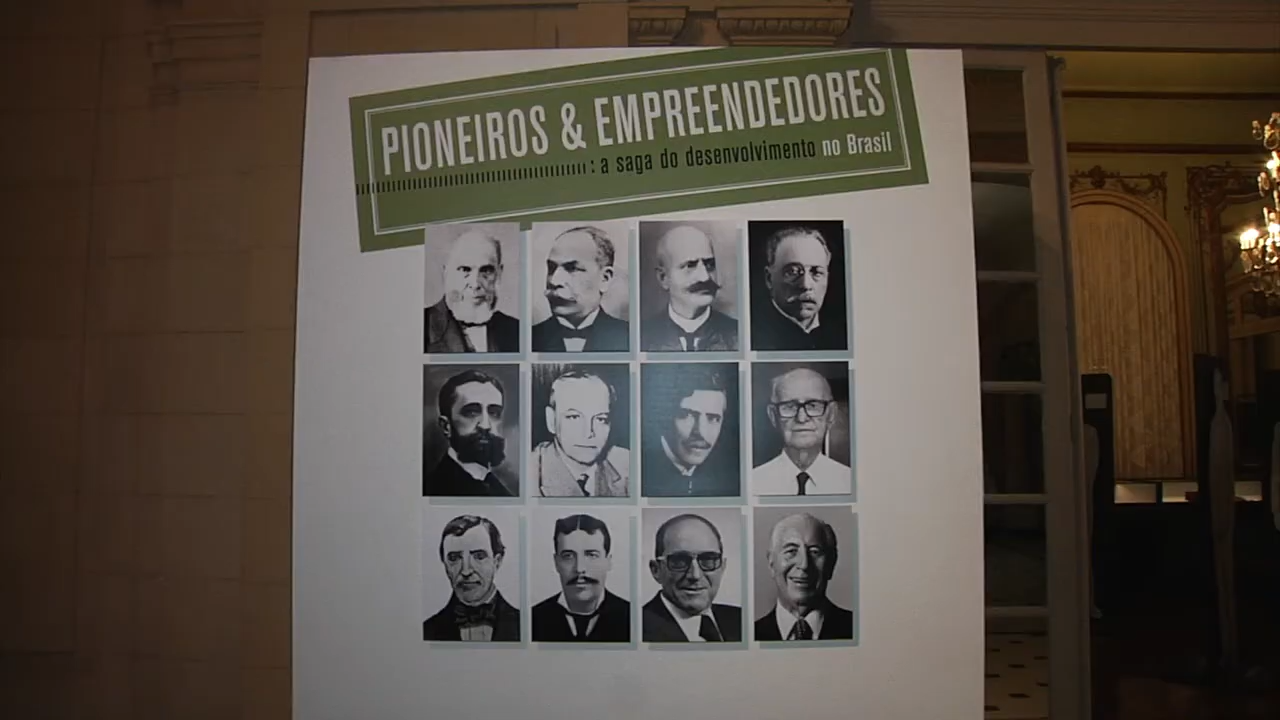 PIONEIROS & EMPREENDEDORES
: a saga do desenvolvimento no Brasil